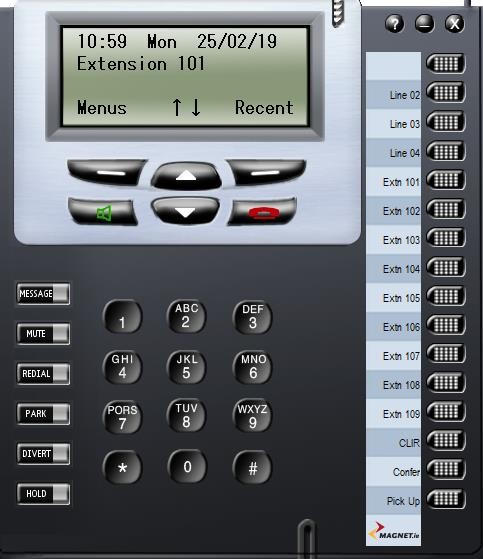 10:59 Mon 25/02/19
Extension 101
Menus ↑↓ Recent
?
X
Line 02
Line 03
Line 04
Extn 101
Extn 102
Extn 103
Extn 104
Extn 105
Extn 106
Extn 107
Extn 108
Extn 109
CLIR
Confer
Pick Up
MAGNET.ie
MESSAGE
MUTE
REDIAL
PARK
DIVERT
HOLD
1
ABC
2
DEF
3
GHI
4
JKL
5
MNO
6
PQRS
7
TUV
8
WXYZ
9
*
0
#